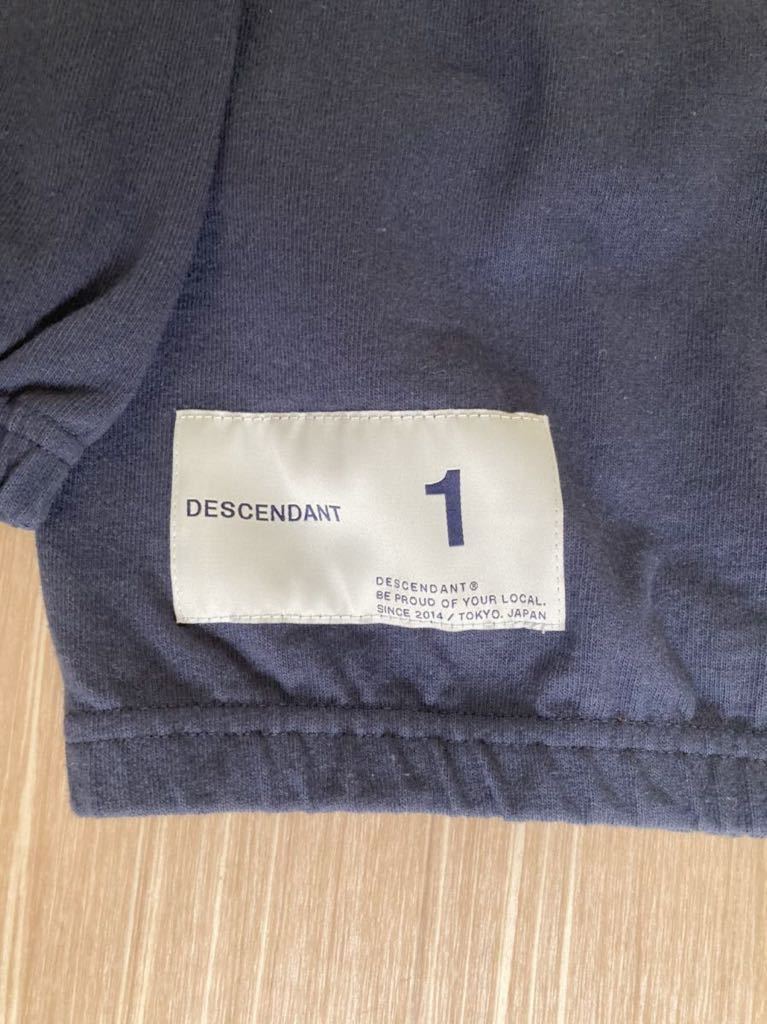 DESCENDANT
1
DESCENDANT®
BE PROUD OF YOUR LOCAL.
SINCE 2014 / TOKYO. JAPAN